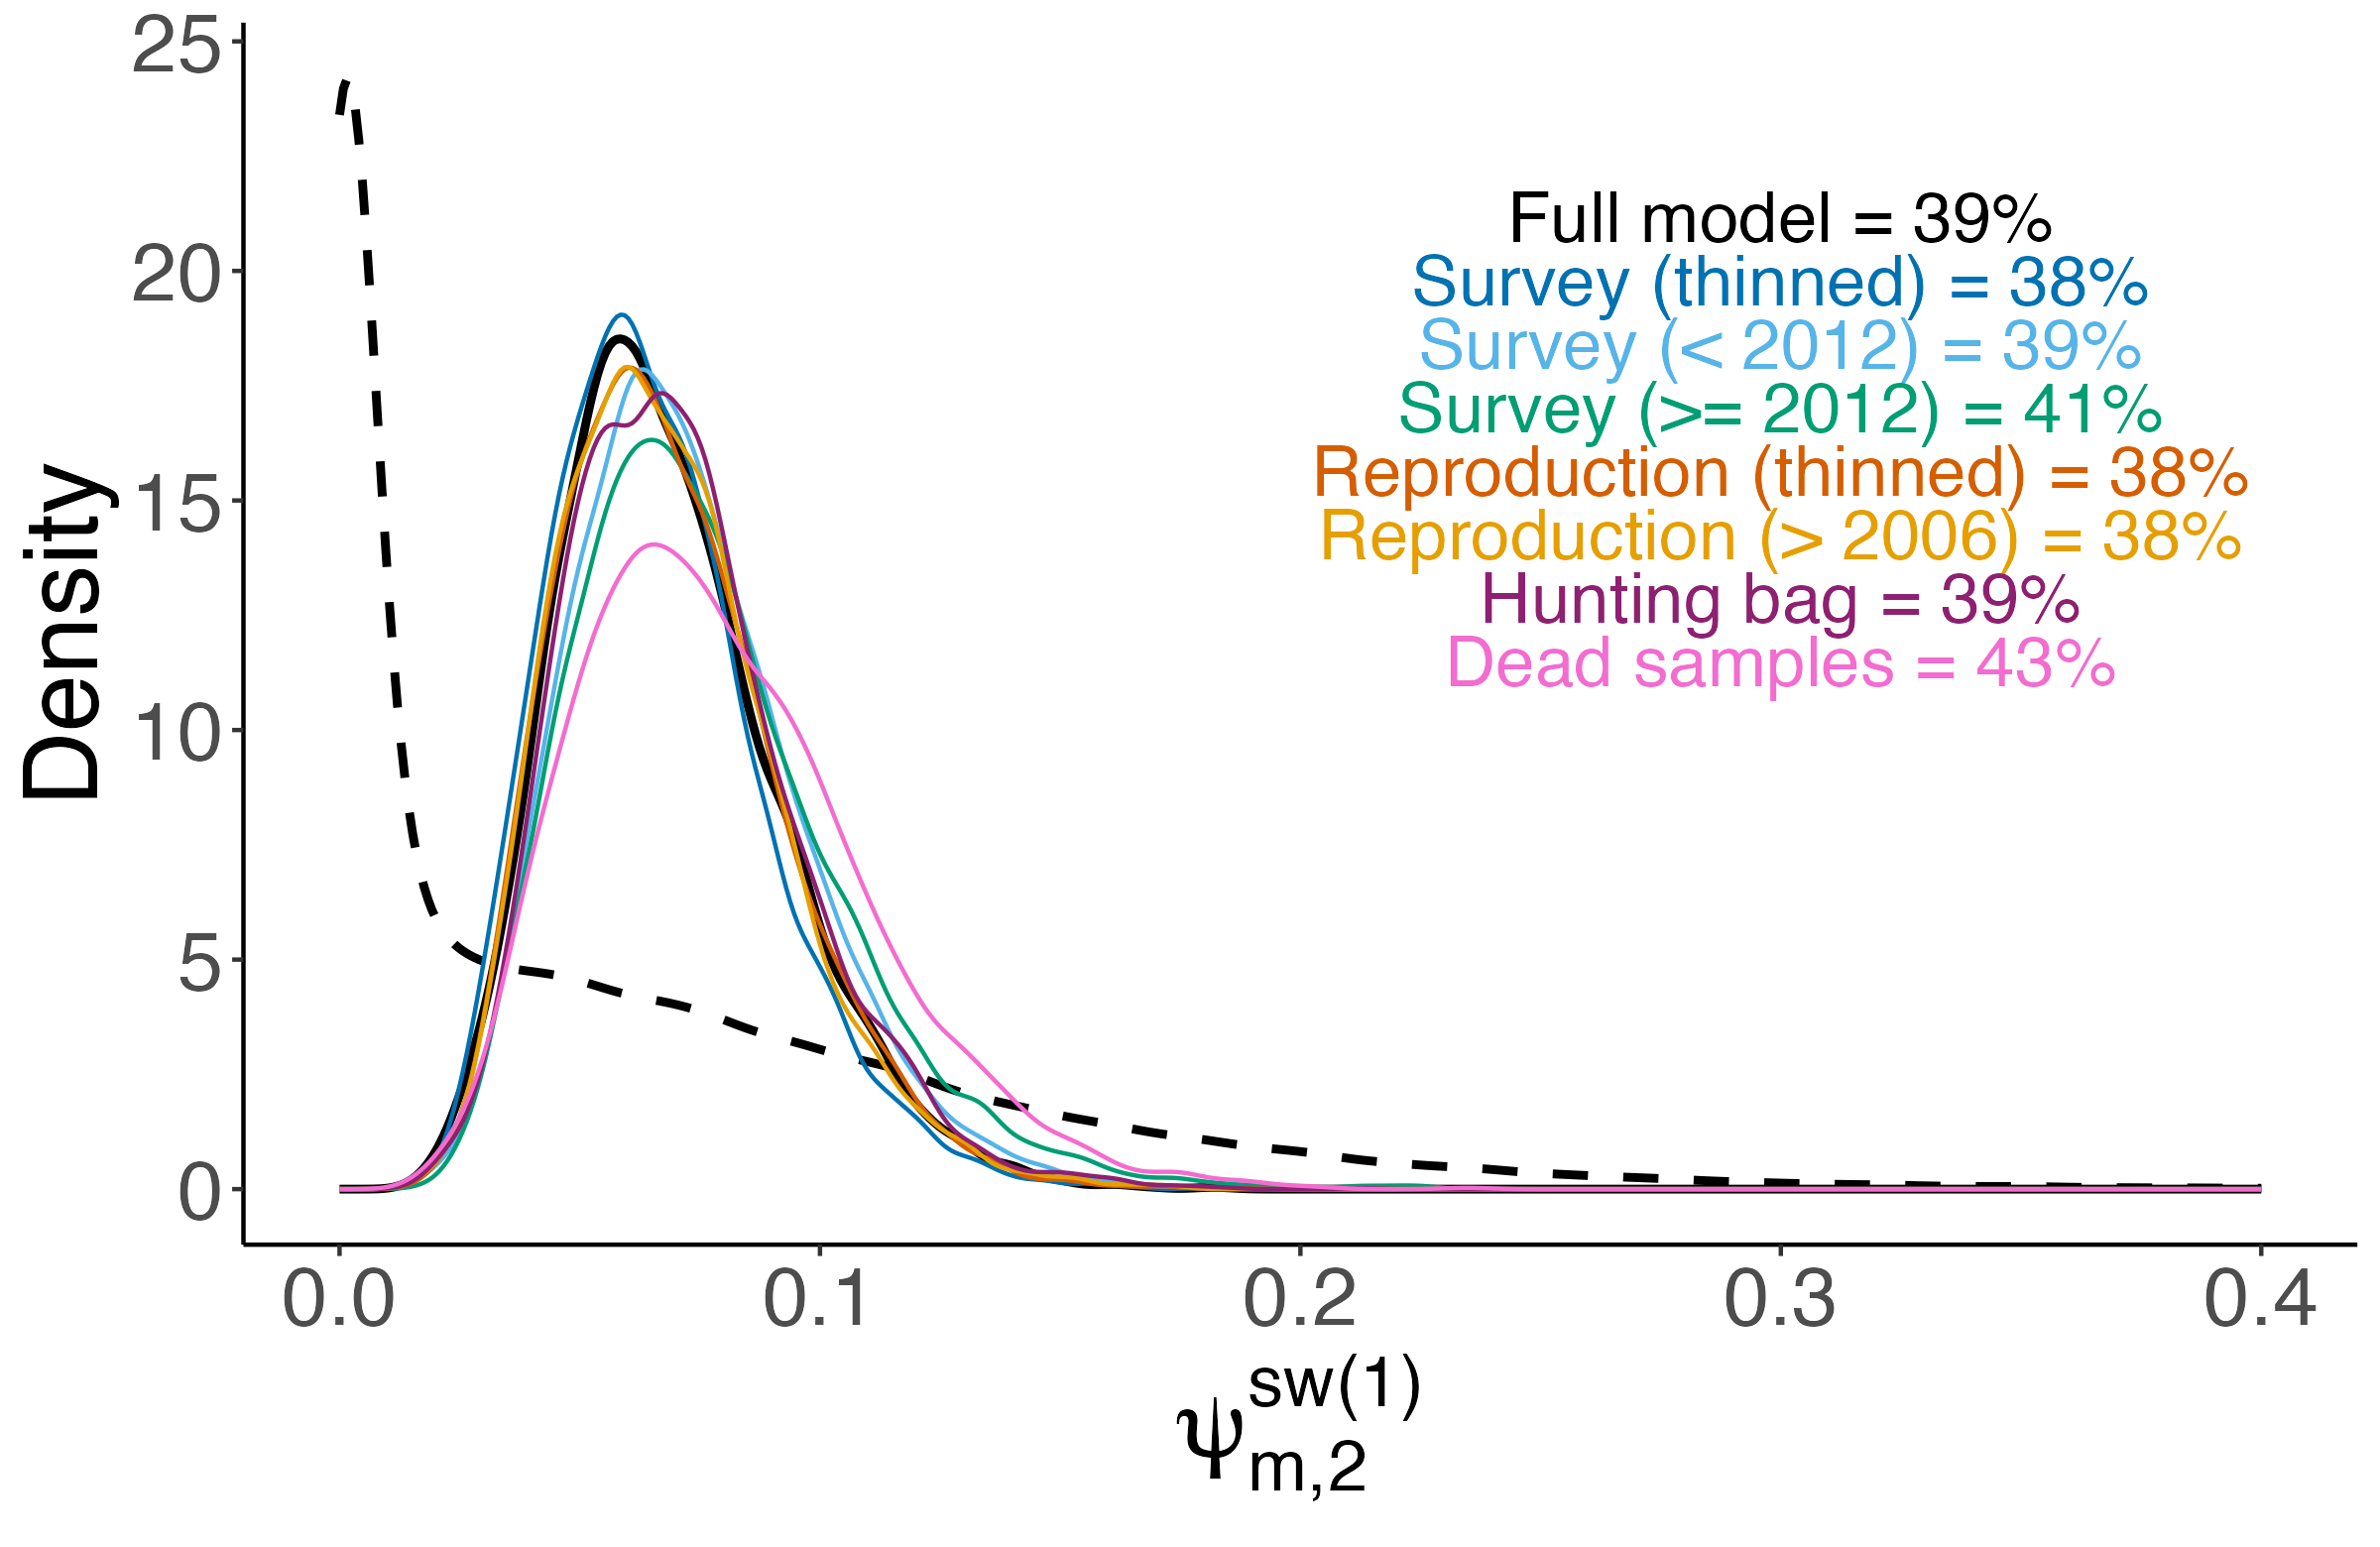 25
20
15
10
5
0
Density
Full model = 39%
Survey (thinned) = 38%
Survey (< 2012) = 39%
Survey (>= 2012) = 41%
Reproduction (thinned) = 38%
Reproduction (> 2006) = 38%
Hunting bag = 39%
Dead samples = 43%
0.0 0.1 0.2 0.3 0.4
ψ sw(1) m,2